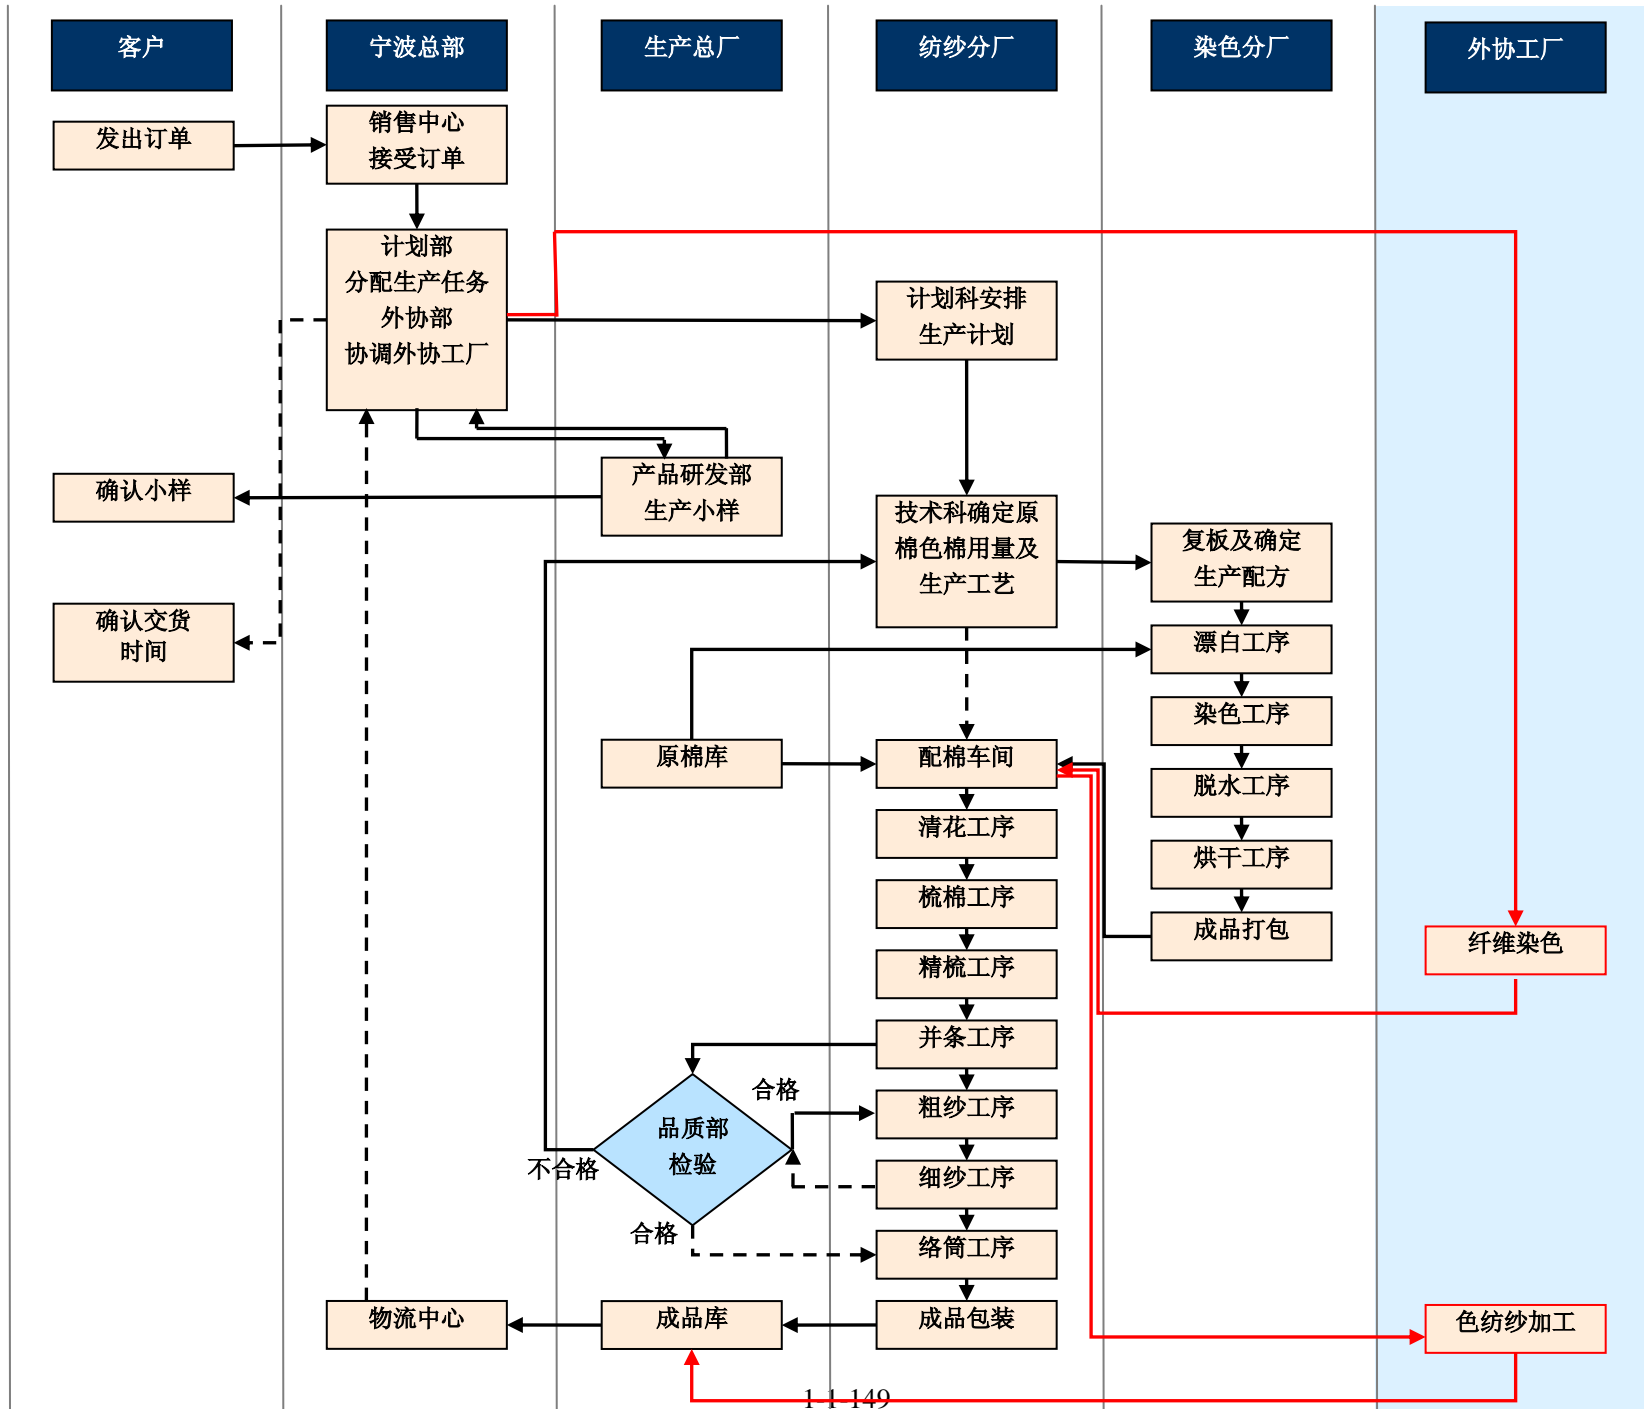 客户
宁波总部
生产总厂
纺纱分厂
染色分厂
外协工厂
发出订单
销售中心
接受订单
计划部
分配生产任务
外协部
协调外协工厂
计划科安排
生产计划
确认小样
产品研发部
生产小样
技术科确定原
棉色棉用量及
生产工艺
复板及确定
生产配方
确认交货
时间
漂白工序
染色工序
原棉库
配棉车间
脱水工序
清花工序
烘干工序
梳棉工序
成品打包
纤维染色
精梳工序
并条工序
合格
粗纱工序
品质部
检验
不合格
细纱工序
合格
络筒工序
物流中心
成品库
成品包装
色纺纱加工
1-1-149